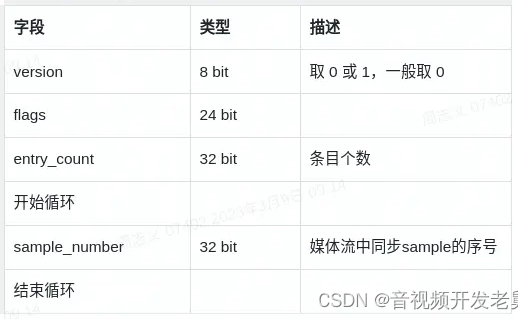 字段 类型 描述
version 8 bit 取 0 或 1，一般取 0
flags 24 bit
entry_count 32 bit 条目个数
开始循环
sample_number 32 bit 媒体流中同步sample的序号
结束循环
CSDN @音视频开发老